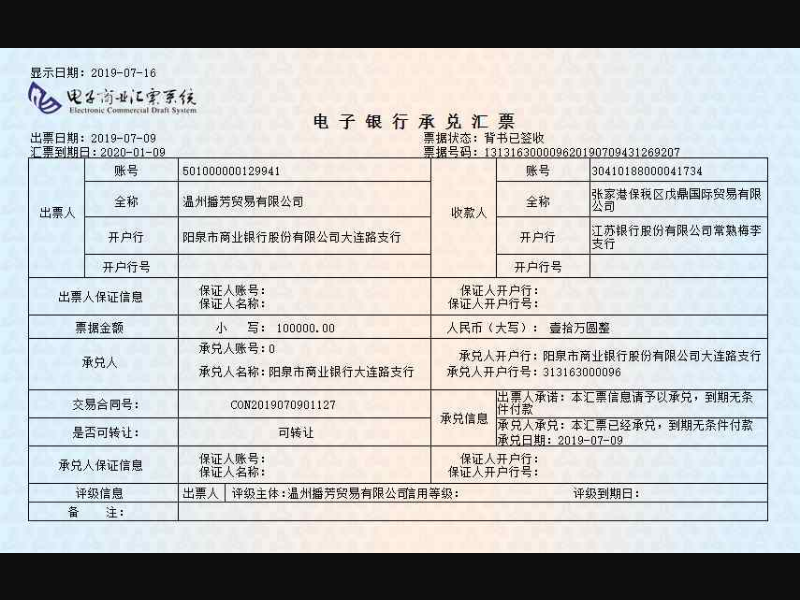 显示日期：2019-07-16
电子商业汇票系统
Electronic Commercial Draft System
电子银行承兑汇票
出票日期：2019-07-09 票据状态：背书已签收
汇票到期日：2020-01-09 票据号码：131316300009620190709431269207
出票人 账号 501000000129941 收款人 账号 30410188000041734
全称 温州播芳贸易有限公司 全称 张家港保税区戊鼎国际贸易有限公司
开户行 阳泉市商业银行股份有限公司大连路支行 开户行 江苏银行股份有限公司常熟梅李支行
开户行号 开户行号
出票人保证信息 保证人账号： 保证人开户行：
保证人名称： 保证人开户行号：
票据金额 小 写： 100000.00 人民币（大写）： 壹拾万圆整
承兑人 承兑人账号：0 承兑人开户行：阳泉市商业银行股份有限公司大连路支行
承兑人名称：阳泉市商业银行大连路支行 承兑人开户行号：313163000096
交易合同号： CON2019070901127 承兑信息 出票人承诺：本汇票信息请予以承兑，到期无条件付款
是否可转让： 可转让 承兑人承兑：本汇票已经承兑，到期无条件付款
承兑日期：2019-07-09
承兑人保证信息 保证人账号： 保证人开户行：
保证人名称： 保证人开户行号：
评级信息 出票人 评级主体：温州播芳贸易有限公司信用等级： 评级到期日：
备 注：